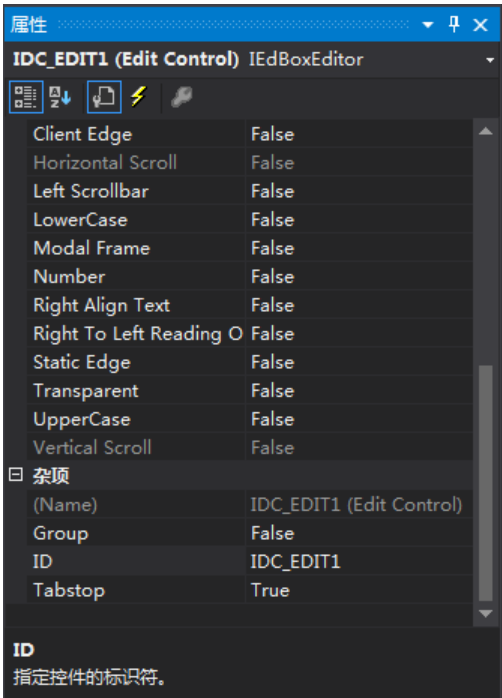 属性
IDC_EDIT1 (Edit Control) IEdBoxEditor
Client Edge False
Horizontal Scroll False
Left Scrollbar False
LowerCase False
Modal Frame False
Number False
Right Align Text False
Right To Left Reading O False
Static Edge False
Transparent False
UpperCase False
Vertical Scroll False
杂项
(Name) IDC_EDIT1 (Edit Control)
Group False
ID IDC_EDIT1
Tabstop True
ID
指定控件的标识符。